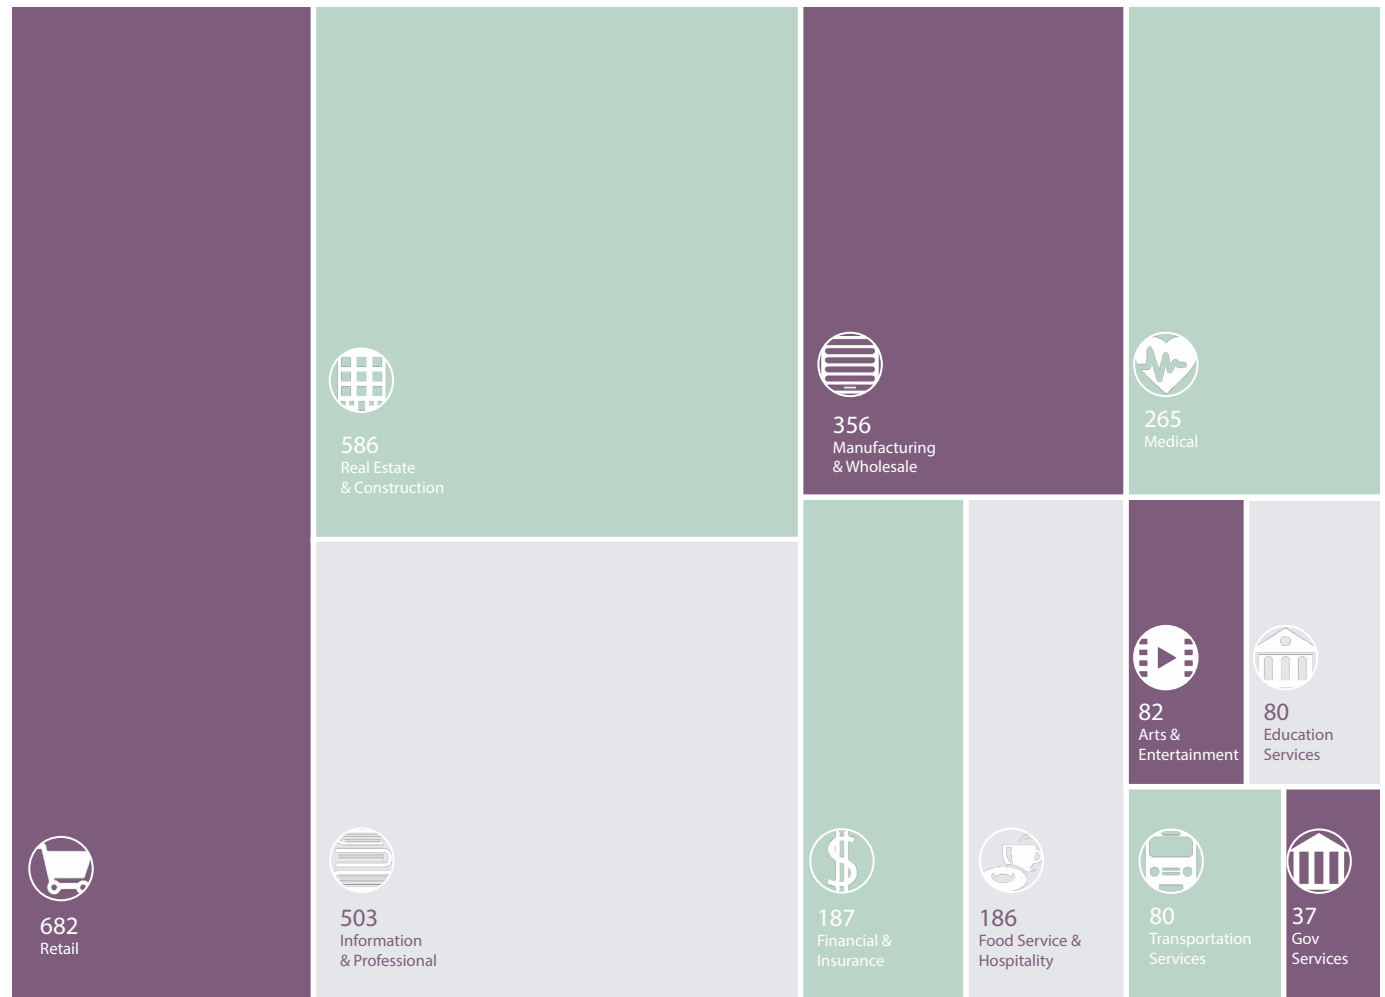 682
Retail
586
Real Estate
& Construction
503
Information
& Professional
356
Manufacturing
& Wholesale
265
Medical
187
Financial &
Insurance
186
Food Service &
Hospitality
82
Arts &
Entertainment
80
Education
Services
80
Transportation
Services
37
Gov
Services